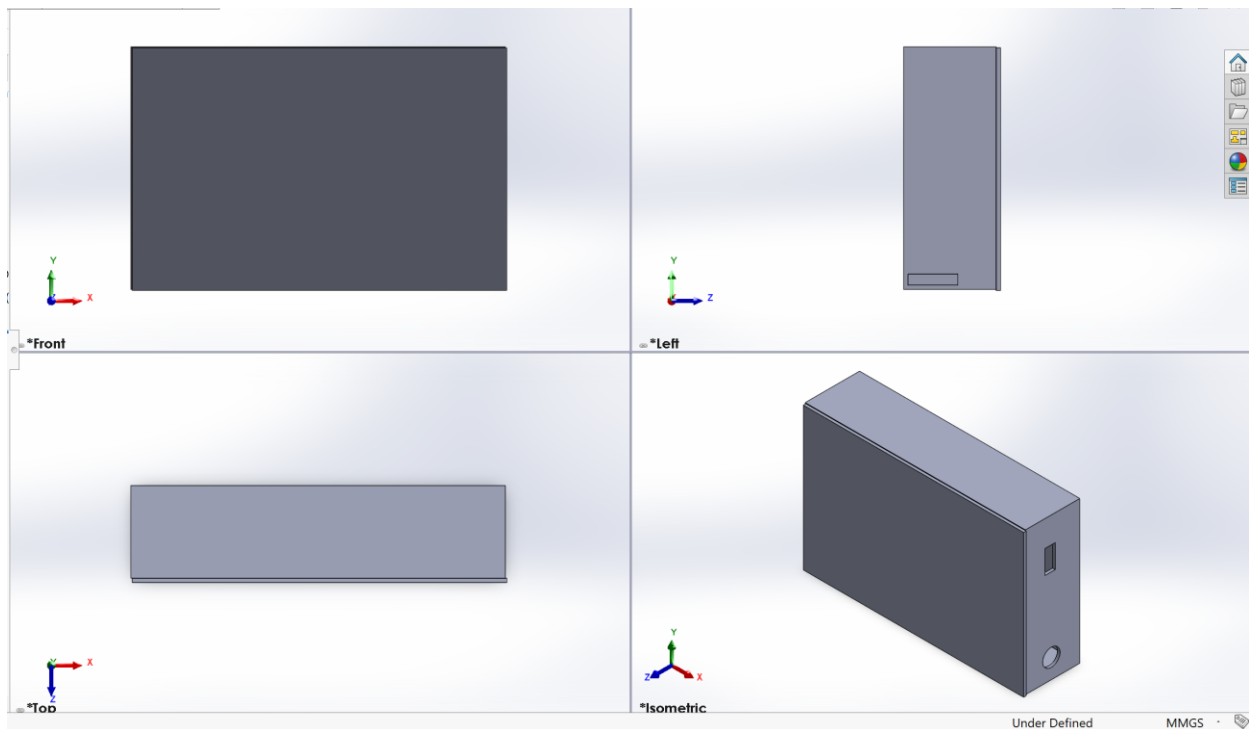 Y
X
*Front
Y
Z
*Left
Y
X
Z
*Top
Y
Z
X
*Isometric
Under Defined
MMGS